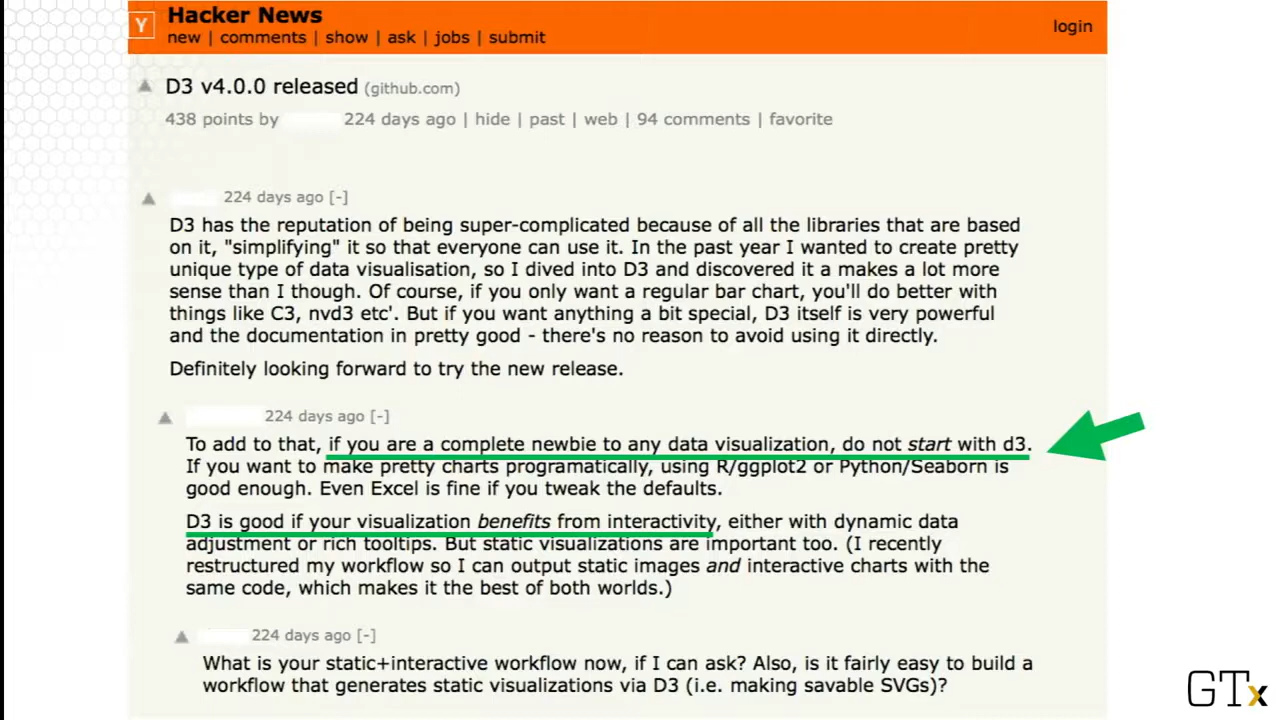 Y
Hacker News
new | comments | show | ask | jobs | submit
login
D3 v4.0.0 released (github.com)
438 points by 224 days ago | hide | past | web | 94 comments | favorite
224 days ago [-]
D3 has the reputation of being super-complicated because of all the libraries that are based
on it, "simplifying" it so that everyone can use it. In the past year I wanted to create pretty
unique type of data visualisation, so I dived into D3 and discovered it a makes a lot more
sense than I though. Of course, if you only want a regular bar chart, you'll do better with
things like C3, nvd3 etc'. But if you want anything a bit special, D3 itself is very powerful
and the documentation in pretty good - there's no reason to avoid using it directly.
Definitely looking forward to try the new release.
224 days ago [-]
To add to that, if you are a complete newbie to any data visualization, do not start with d3.
If you want to make pretty charts programatically, using R/ggplot2 or Python/Seaborn is
good enough. Even Excel is fine if you tweak the defaults.
D3 is good if your visualization benefits from interactivity, either with dynamic data
adjustment or rich tooltips. But static visualizations are important too. (I recently
restructured my workflow so I can output static images and interactive charts with the
same code, which makes it the best of both worlds.)
224 days ago [-]
What is your static+interactive workflow now, if I can ask? Also, is it fairly easy to build a
workflow that generates static visualizations via D3 (i.e. making savable SVGs)?
GTx